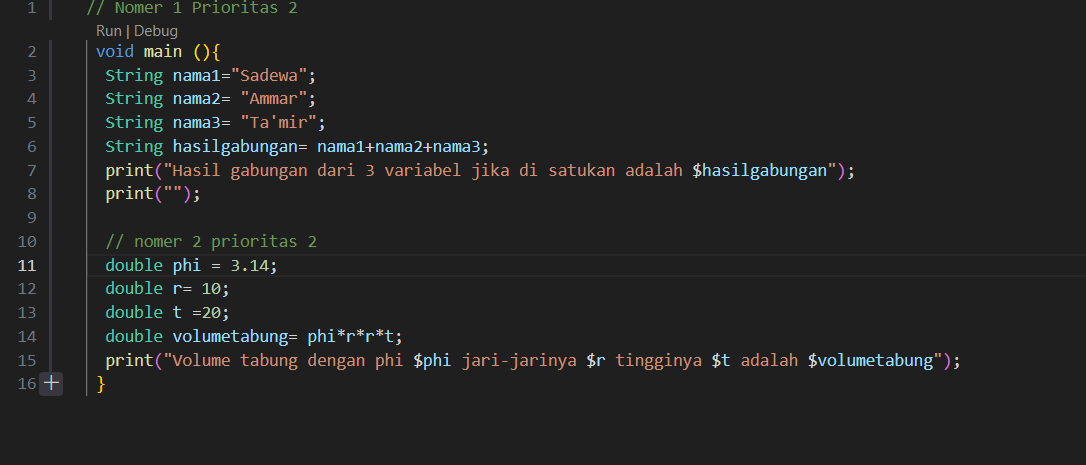 1 // Nomer 1 Prioritas 2
Run | Debug
2 void main (){
3 String nama1="Sadewa";
4 String nama2= "Ammar";
5 String nama3= "Ta'mir";
6 String hasilgabungan= nama1+nama2+nama3;
7 print("Hasil gabungan dari 3 variabel jika di satukan adalah $hasilgabungan");
8 print("");
9
10 // nomer 2 prioritas 2
11 double phi = 3.14;
12 double r= 10;
13 double t =20;
14 double volumetabung= phi*r*r*t;
15 print("Volume tabung dengan phi $phi jari-jarinya $r tingginya $t adalah $volumetabung");
16 + }